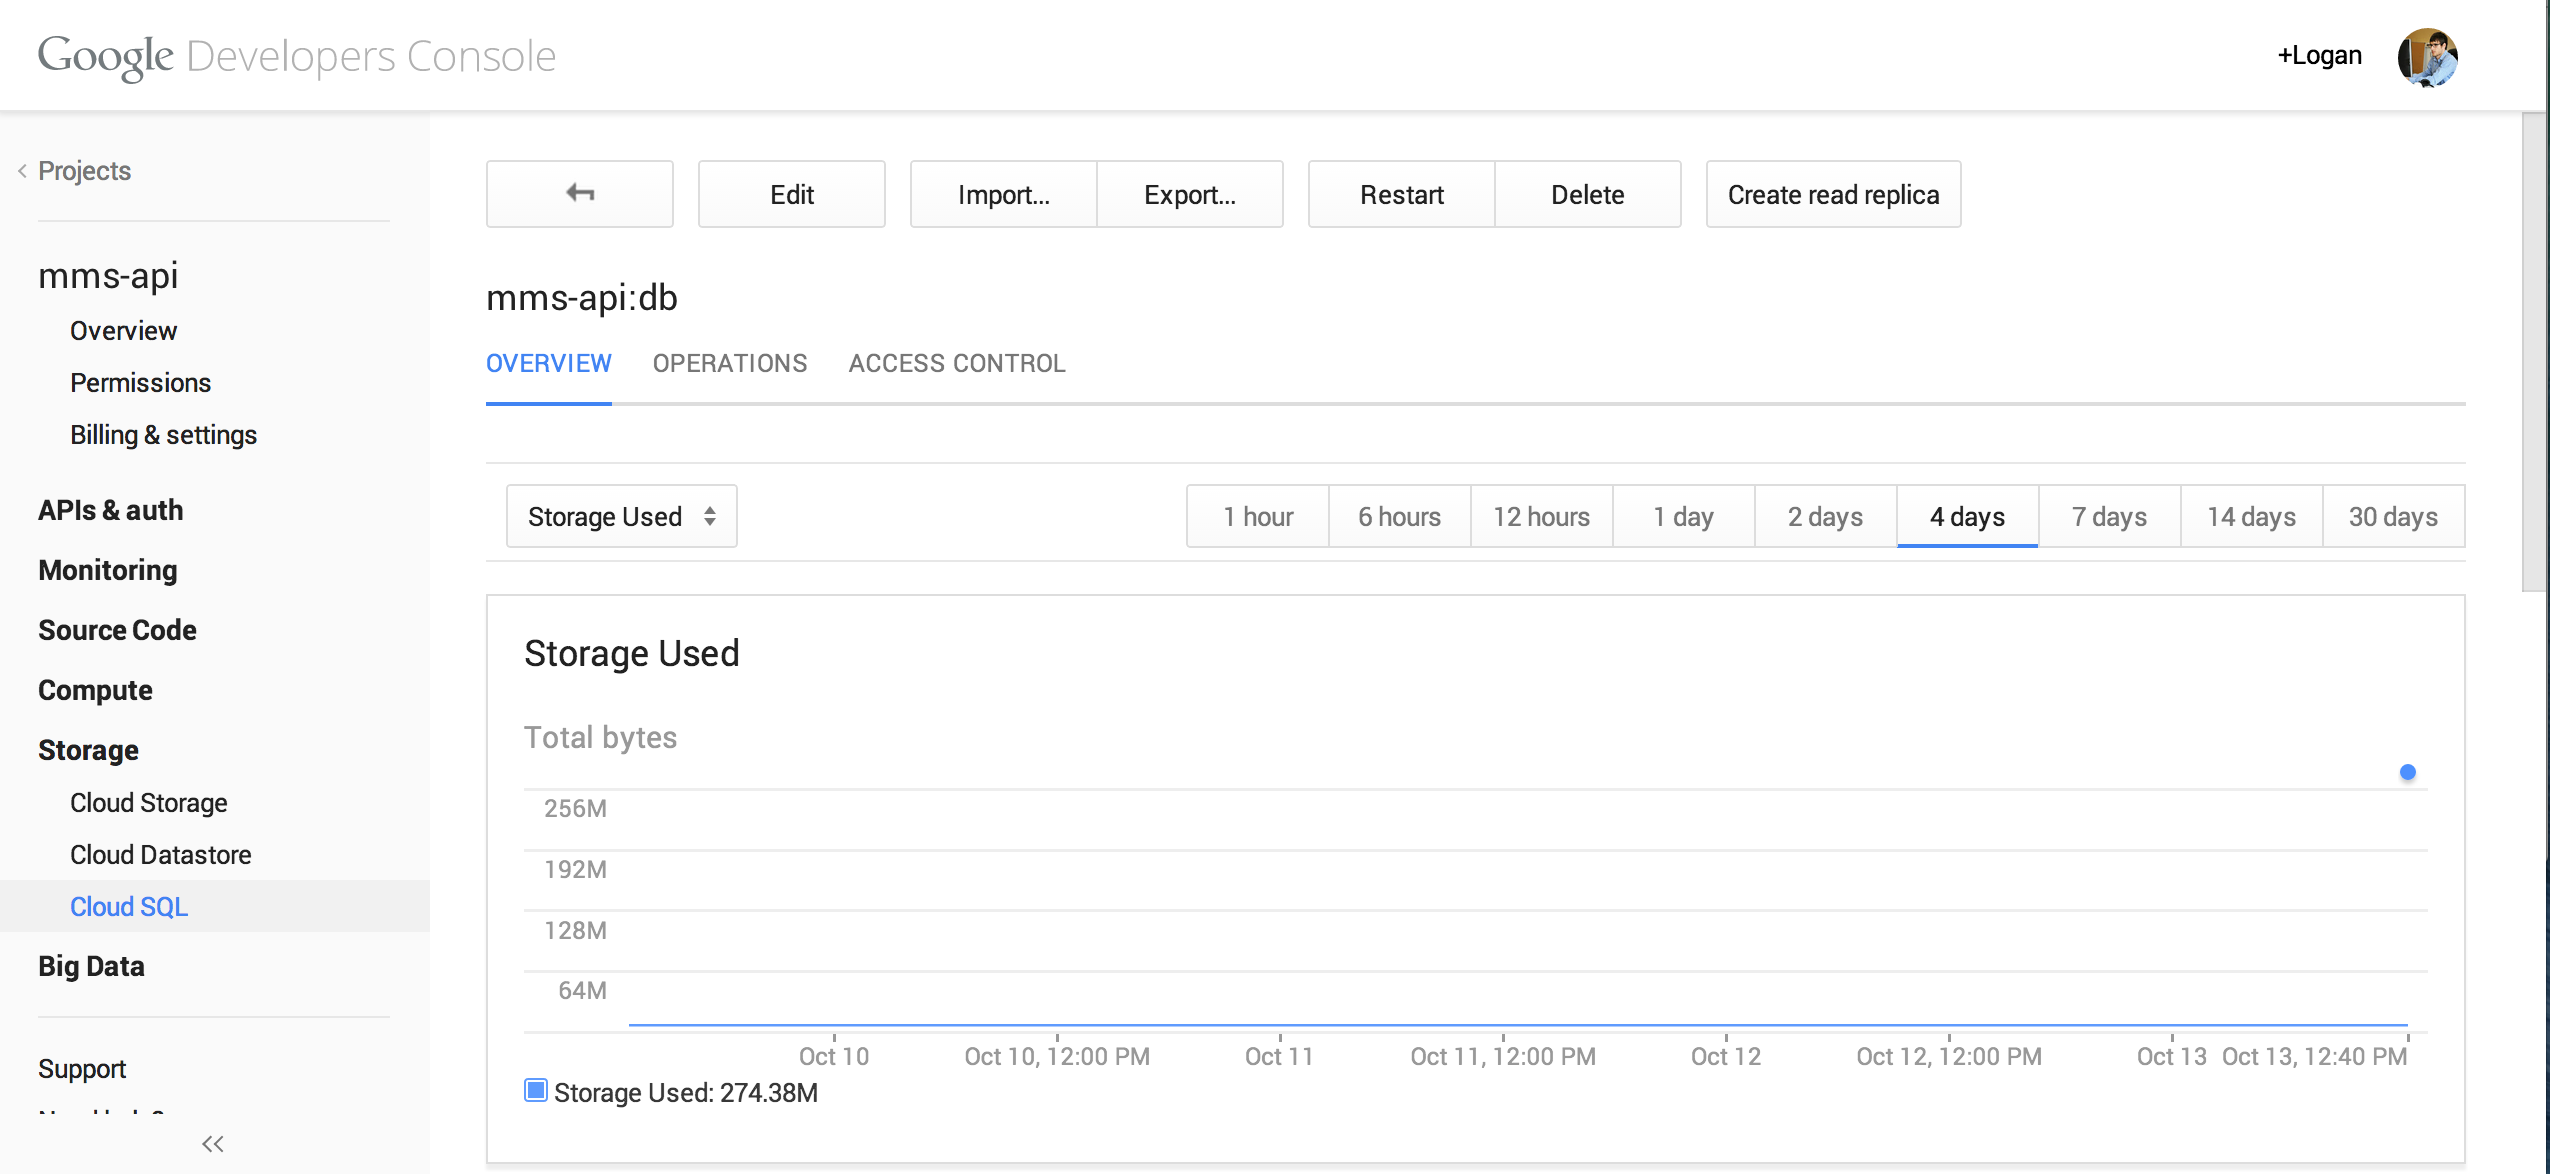 Google Developers Console
+Logan
Projects
mms-api
Overview
Permissions
Billing & settings
APIs & auth
Monitoring
Source Code
Compute
Storage
Cloud Storage
Cloud Datastore
Cloud SQL
Big Data
Support
Edit
Import...
Export...
Restart
Delete
Create read replica
mms-api:db
OVERVIEW
OPERATIONS
ACCESS CONTROL
Storage Used
1 hour
6 hours
12 hours
1 day
2 days
4 days
7 days
14 days
30 days
Storage Used
Total bytes
256M
192M
128M
64M
Oct 10
Oct 10, 12:00 PM
Oct 11
Oct 11, 12:00 PM
Oct 12
Oct 12, 12:00 PM
Oct 13
Oct 13, 12:40 PM
Storage Used: 274.38M